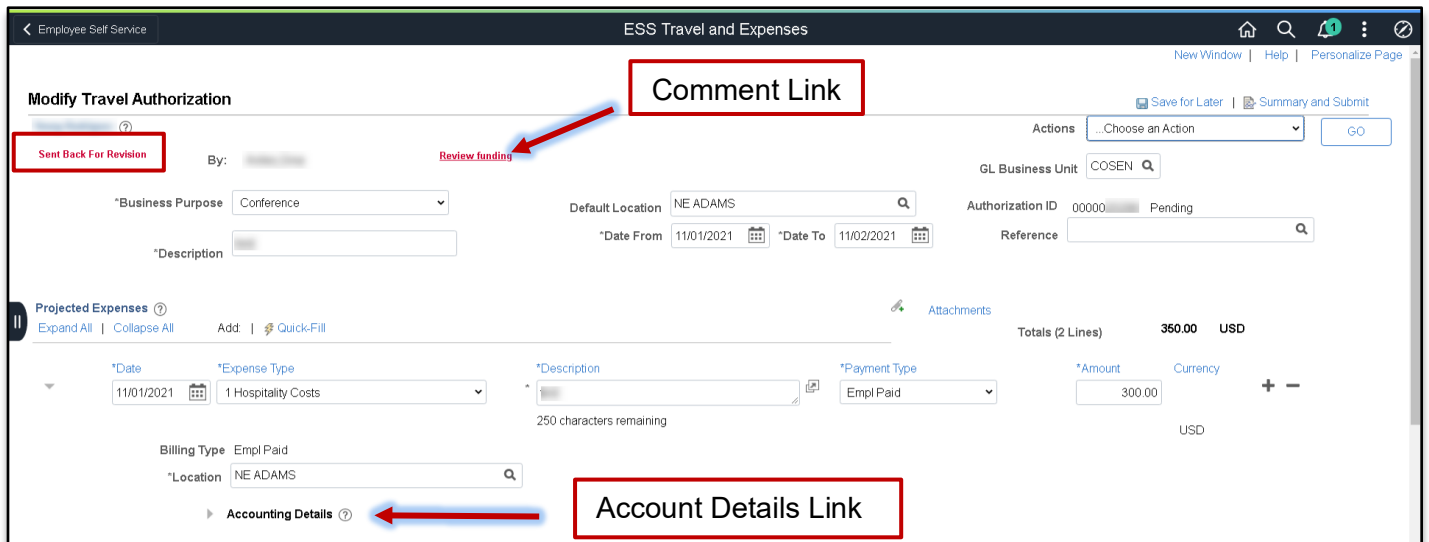 Employee Self Service
ESS Travel and Expenses
1
New Window | Help | Personalize Page
Comment Link
Modify Travel Authorization
Save for Later | Summary and Submit
Actions ...Choose an Action GO
Sent Back For Revision By: Review funding
GL Business Unit COSEN
*Business Purpose Conference
Default Location NE ADAMS
Authorization ID 00000 Pending
*Date From 11/01/2021 *Date To 11/02/2021
Reference
*Description
Projected Expenses
Attachments
Expand All | Collapse All Add: | Quick-Fill
Totals (2 Lines) 350.00 USD
*Date *Expense Type *Description *Payment Type *Amount Currency
11/01/2021 1 Hospitality Costs * Empl Paid 300.00
250 characters remaining
USD
Billing Type Empl Paid
*Location NE ADAMS
Accounting Details
Account Details Link